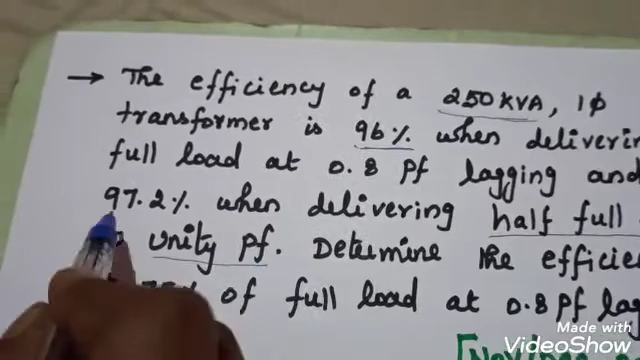 → The efficiency of a 250 KVA, 1ϕ
transformer is 96% when deliverin
full load at 0.8 Pf lagging and
97.2% when delivering half full
unity Pf. Determine the efficie
75% of full load at 0.8 Pf lag
Made with
VideoShow